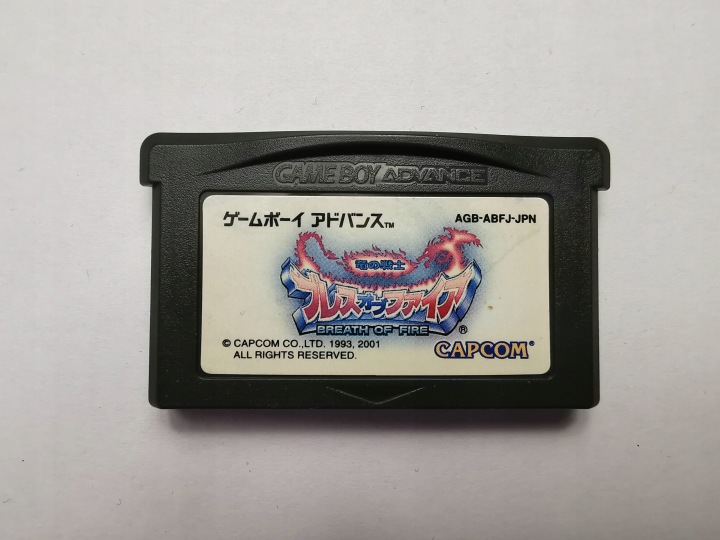 GAME BOY ADVANCE
ゲームボーイ アドバンス™
AGB-ABFJ-JPN
竜の戦士
ブレスオブファイア
BREATH OF FIRE®
© CAPCOM CO.,LTD. 1993, 2001
ALL RIGHTS RESERVED.
CAPCOM®